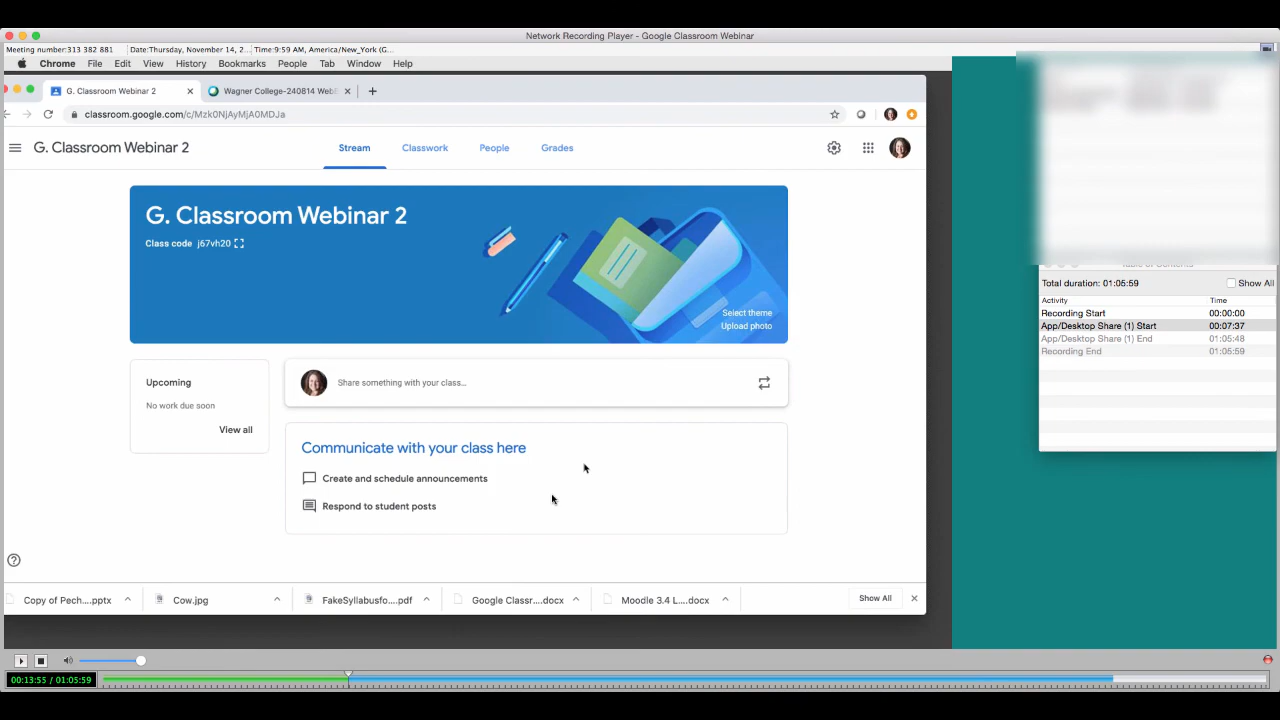 Network Recording Player - Google Classroom Webinar
Meeting number:313 382 881 Date:Thursday, November 14, 2... Time:9:59 AM, America/New_York (G...
Chrome File Edit View History Bookmarks People Tab Window Help
G. Classroom Webinar 2 Wagner College-240814 Web
classroom.google.com/c/Mzk0NjAyMjA0MDJa
G. Classroom Webinar 2 Stream Classwork People Grades
G. Classroom Webinar 2
Class code j67vh20
Select theme
Upload photo
Upcoming
No work due soon
View all
Share something with your class...
Communicate with your class here
Create and schedule announcements
Respond to student posts
Copy of Pech....pptx Cow.jpg FakeSyllabusfo....pdf Google Classr....docx Moodle 3.4 L....docx Show All
Total duration: 01:05:59 Show All
Activity Time
Recording Start 00:00:00
App/Desktop Share (1) Start 00:07:37
App/Desktop Share (1) End 01:05:48
Recording End 01:05:59
00:13:55 / 01:05:59